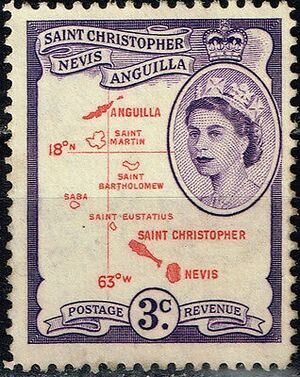 SAINT CHRISTOPHER
NEVIS ANGUILLA
ANGUILLA
SAINT
MARTIN
18°N
SAINT
BARTHOLOMEW
SABA
SAINT EUSTATIUS
SAINT CHRISTOPHER
63°W
NEVIS
POSTAGE 3c REVENUE